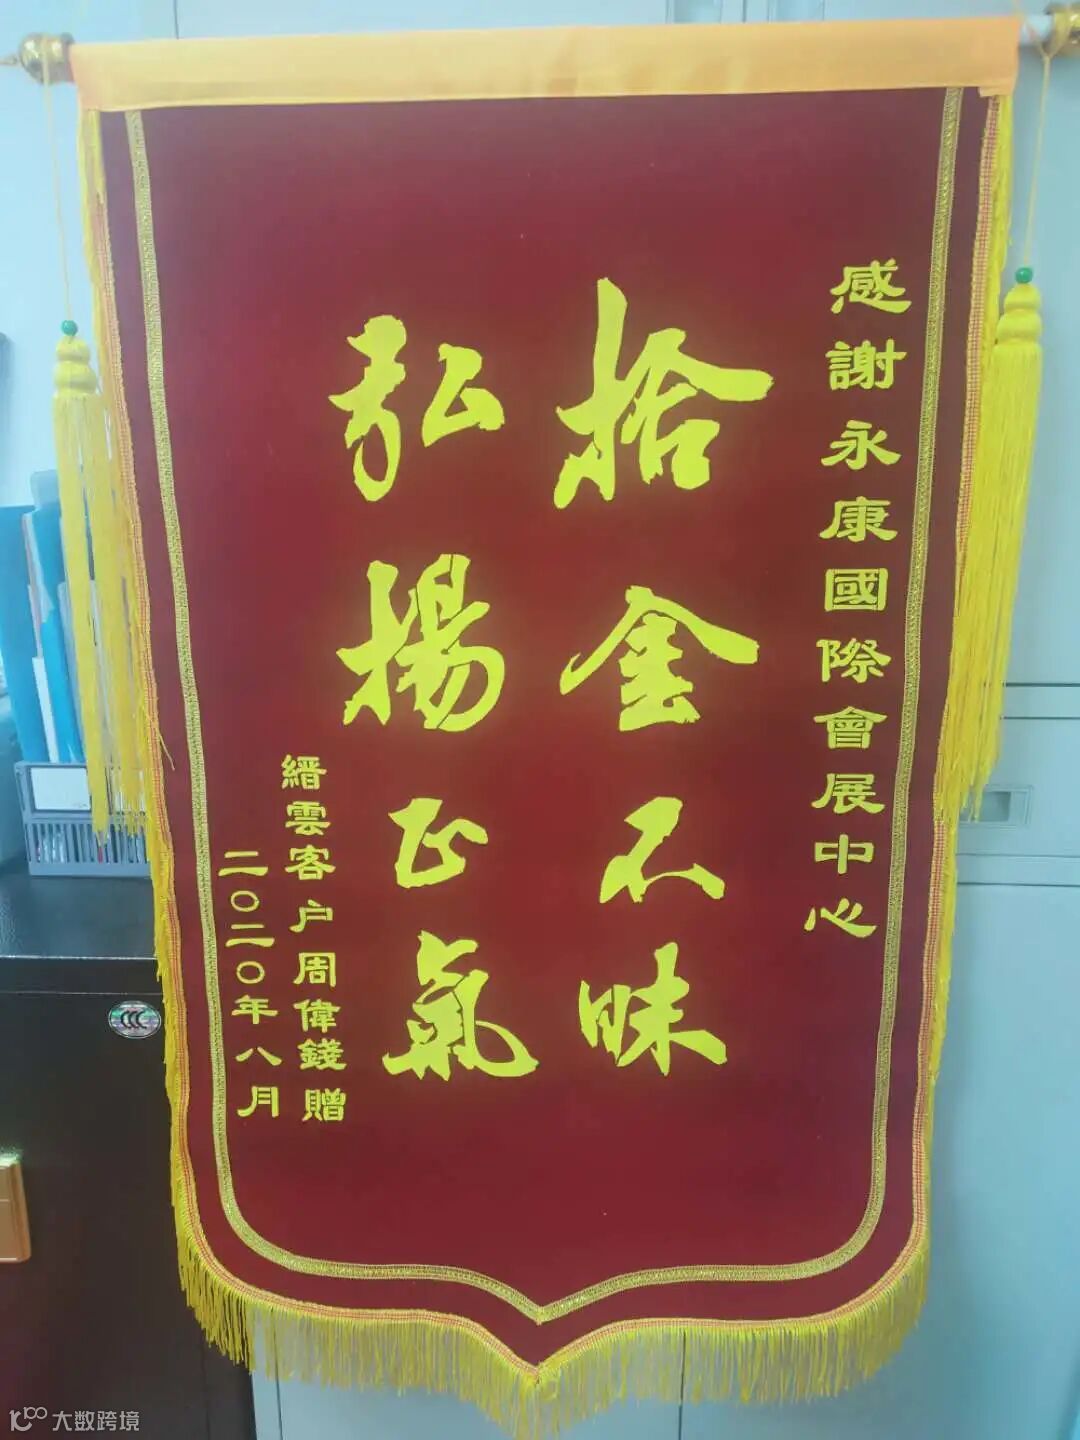 感謝永康國際會展中心
拾金不昧
弘揚正氣
縉雲客户周偉錢贈
二〇二〇年八月
大数跨境